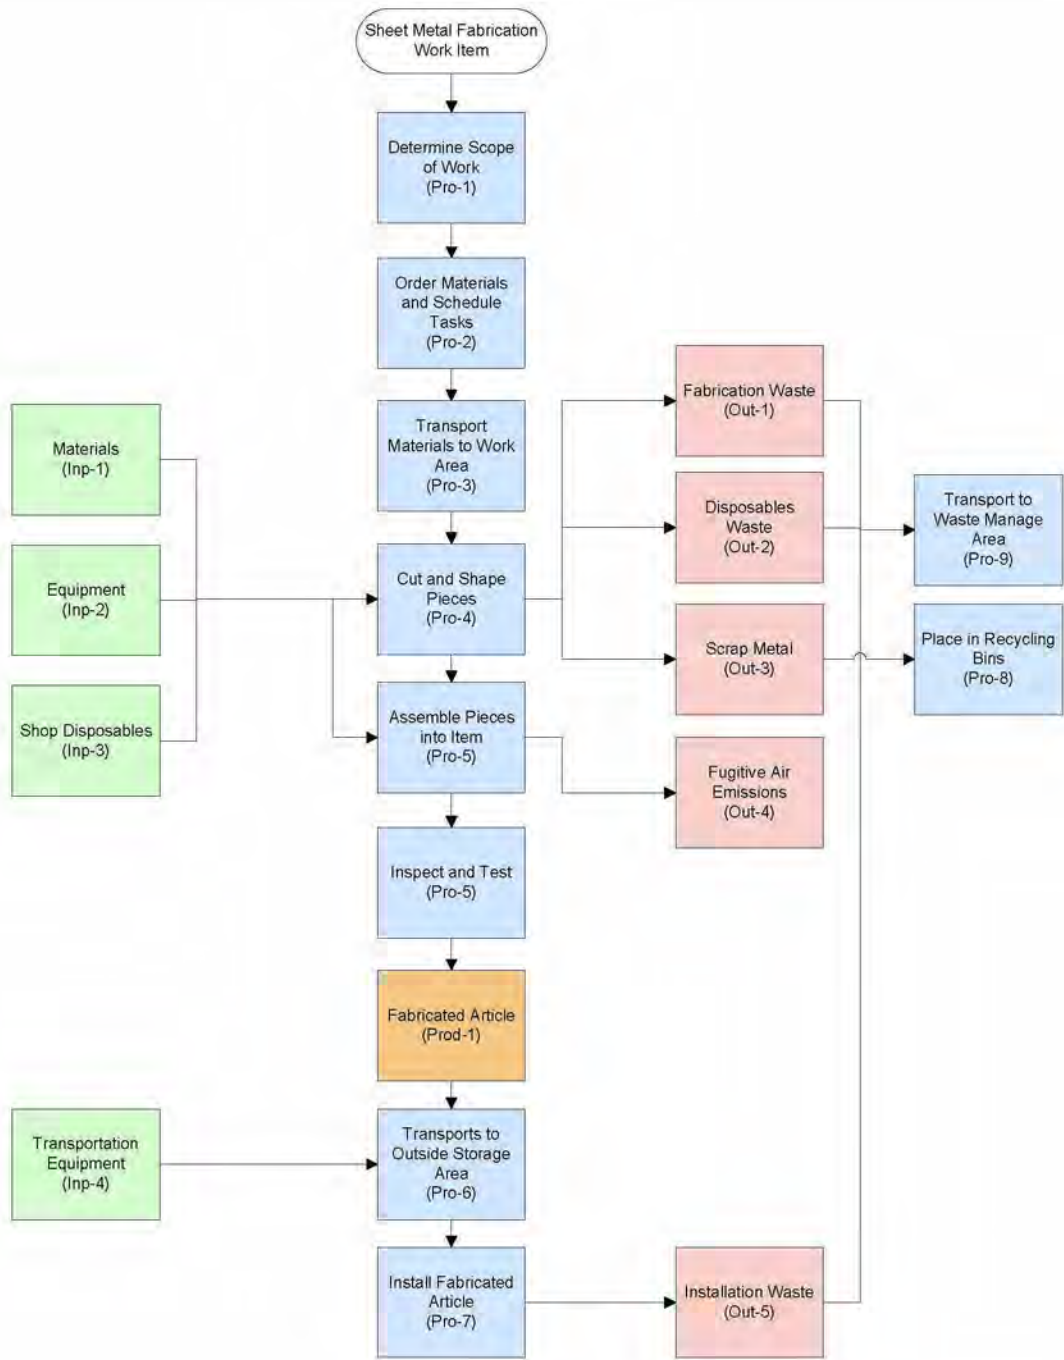 Sheet Metal Fabrication
Work Item
Determine Scope
of Work
(Pro-1)
Order Materials
and Schedule
Tasks
(Pro-2)
Transport
Materials to Work
Area
(Pro-3)
Cut and Shape
Pieces
(Pro-4)
Assemble Pieces
into Item
(Pro-5)
Inspect and Test
(Pro-5)
Fabricated Article
(Prod-1)
Transports to
Outside Storage
Area
(Pro-6)
Install Fabricated
Article
(Pro-7)
Materials
(Inp-1)
Equipment
(Inp-2)
Shop Disposables
(Inp-3)
Transportation
Equipment
(Inp-4)
Fabrication Waste
(Out-1)
Disposables
Waste
(Out-2)
Scrap Metal
(Out-3)
Fugitive Air
Emissions
(Out-4)
Installation Waste
(Out-5)
Transport to
Waste Manage
Area
(Pro-9)
Place in Recycling
Bins
(Pro-8)